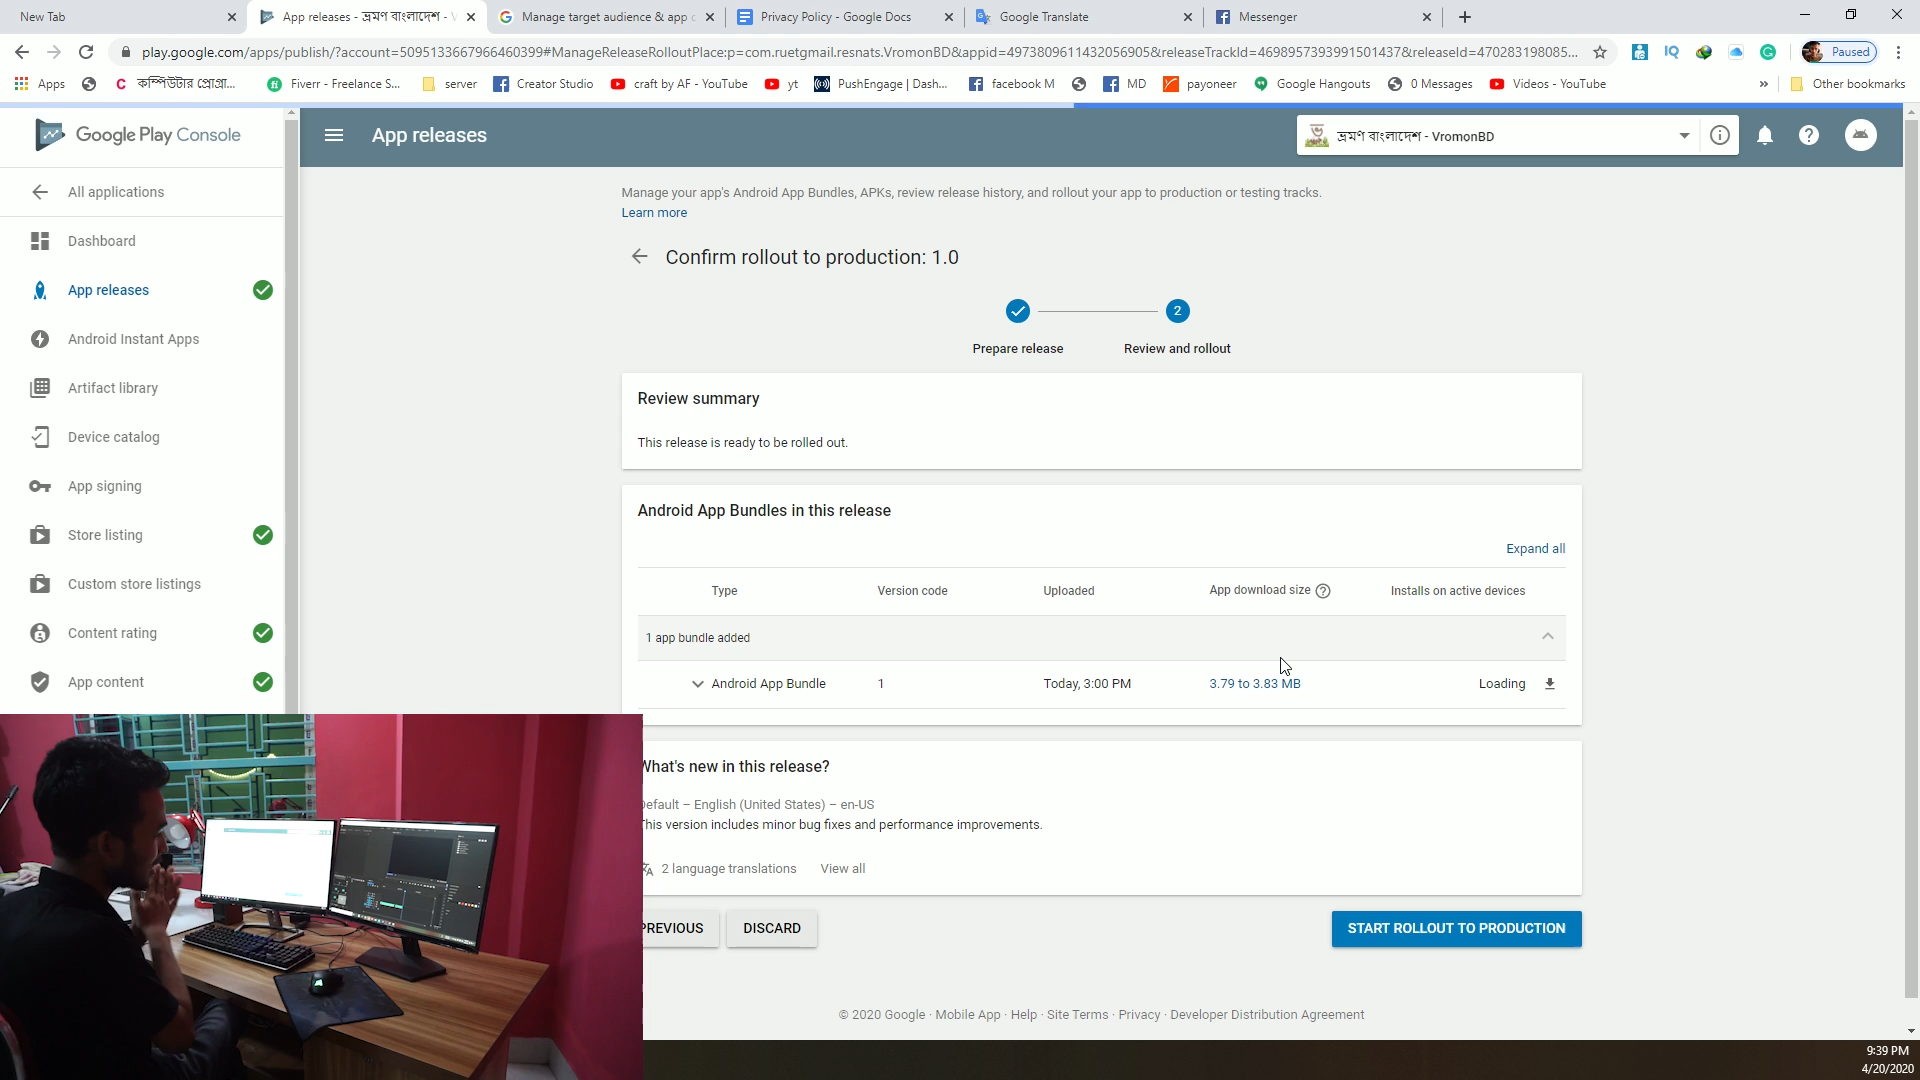 New Tab
App releases - ভ্রমণ বাংলাদেশ - V
Manage target audience & app c
Privacy Policy - Google Docs
Google Translate
Messenger
play.google.com/apps/publish/?account=5095133667966460399#ManageReleaseRolloutPlace:p=com.ruetgmail.resnats.VromonBD&appid=4973809611432056905&releaseTrackId=4698957393991501437&releaseId=470283198085...
Paused
Apps
কম্পিউটার প্রোগ্রা...
Fiverr - Freelance S...
server
Creator Studio
craft by AF - YouTube
yt
PushEngage | Dash...
facebook M
MD
payoneer
Google Hangouts
0 Messages
Videos - YouTube
»
Other bookmarks
Google Play Console
App releases
ভ্রমণ বাংলাদেশ - VromonBD
All applications
Dashboard
App releases
Android Instant Apps
Artifact library
Device catalog
App signing
Store listing
Custom store listings
Content rating
App content
Manage your app's Android App Bundles, APKs, review release history, and rollout your app to production or testing tracks.
Learn more
Confirm rollout to production: 1.0
2
Prepare release
Review and rollout
Review summary
This release is ready to be rolled out.
Android App Bundles in this release
Expand all
Type Version code Uploaded App download size Installs on active devices
1 app bundle added
Android App Bundle 1 Today, 3:00 PM 3.79 to 3.83 MB Loading
What's new in this release?
Default – English (United States) – en-US
This version includes minor bug fixes and performance improvements.
2 language translations View all
PREVIOUS
DISCARD
START ROLLOUT TO PRODUCTION
© 2020 Google · Mobile App · Help · Site Terms · Privacy · Developer Distribution Agreement
9:39 PM
4/20/2020